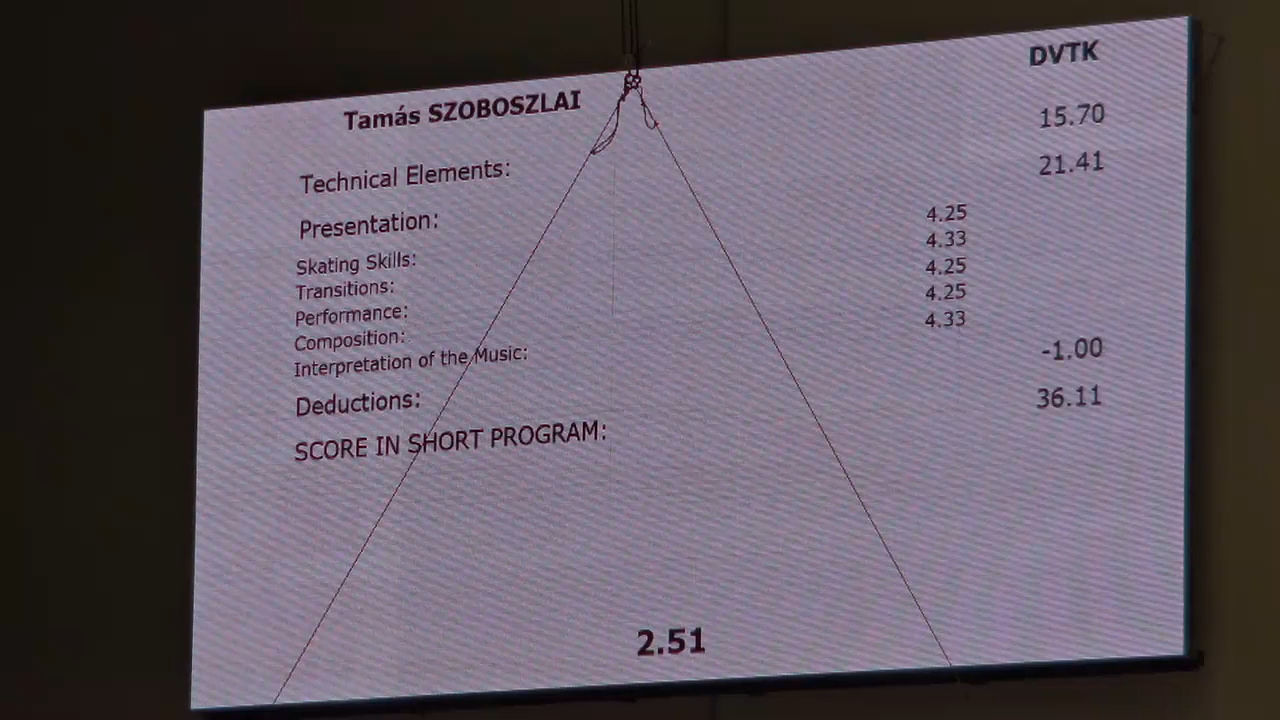 Tamás SZOBOSZLAI DVTK
Technical Elements: 15.70
Presentation: 21.41
Skating Skills: 4.25
Transitions: 4.33
Performance: 4.25
Composition: 4.25
Interpretation of the Music: 4.33
Deductions: -1.00
SCORE IN SHORT PROGRAM: 36.11
2.51